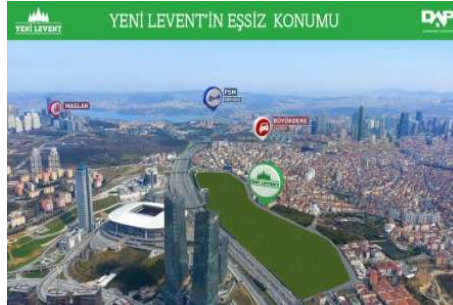 YENİ LEVENT
YENİ LEVENT'İN EŞSİZ KONUMU
DAP
MASLAK
FSM
BÜYÜKDERE
YENİ LEVENT